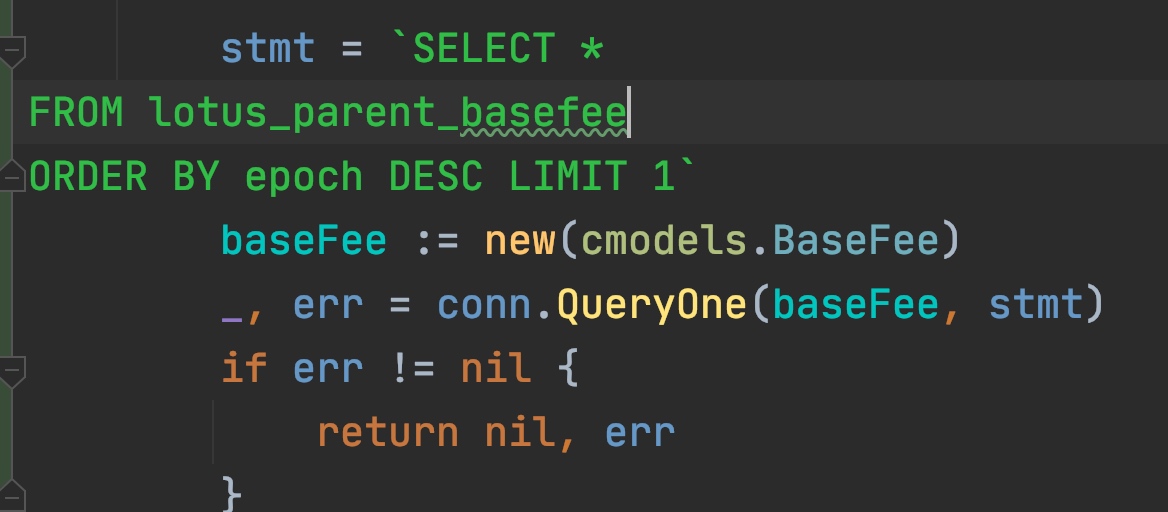 stmt = `SELECT *
FROM lotus_parent_basefee
ORDER BY epoch DESC LIMIT 1`
baseFee := new(cmodels.BaseFee)
_, err = conn.QueryOne(baseFee, stmt)
if err != nil {
return nil, err
}